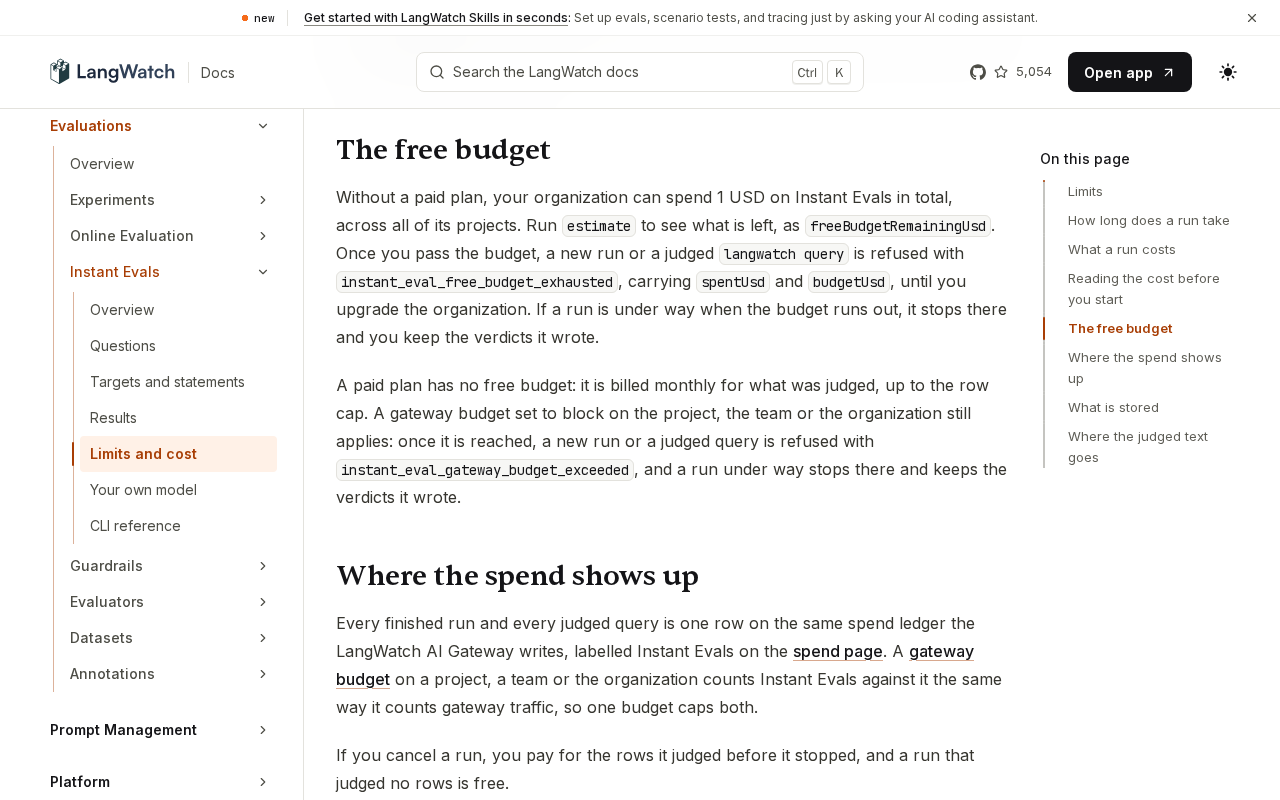 new
Get started with LangWatch Skills in seconds: Set up evals, scenario tests, and tracing just by asking your AI coding assistant.
LangWatch
Docs
Search the LangWatch docs
Ctrl K
5,054
Open app
Evaluations
Overview
Experiments
Online Evaluation
Instant Evals
Overview
Questions
Targets and statements
Results
Limits and cost
Your own model
CLI reference
Guardrails
Evaluators
Datasets
Annotations
Prompt Management
Platform
The free budget
Without a paid plan, your organization can spend 1 USD on Instant Evals in total,
across all of its projects. Run estimate to see what is left, as freeBudgetRemainingUsd.
Once you pass the budget, a new run or a judged langwatch query is refused with
instant_eval_free_budget_exhausted, carrying spentUsd and budgetUsd, until you
upgrade the organization. If a run is under way when the budget runs out, it stops there
and you keep the verdicts it wrote.
A paid plan has no free budget: it is billed monthly for what was judged, up to the row
cap. A gateway budget set to block on the project, the team or the organization still
applies: once it is reached, a new run or a judged query is refused with
instant_eval_gateway_budget_exceeded, and a run under way stops there and keeps the
verdicts it wrote.
Where the spend shows up
Every finished run and every judged query is one row on the same spend ledger the
LangWatch AI Gateway writes, labelled Instant Evals on the spend page. A gateway
budget on a project, a team or the organization counts Instant Evals against it the same
way it counts gateway traffic, so one budget caps both.
If you cancel a run, you pay for the rows it judged before it stopped, and a run that
judged no rows is free.
On this page
Limits
How long does a run take
What a run costs
Reading the cost before
you start
The free budget
Where the spend shows
up
What is stored
Where the judged text
goes